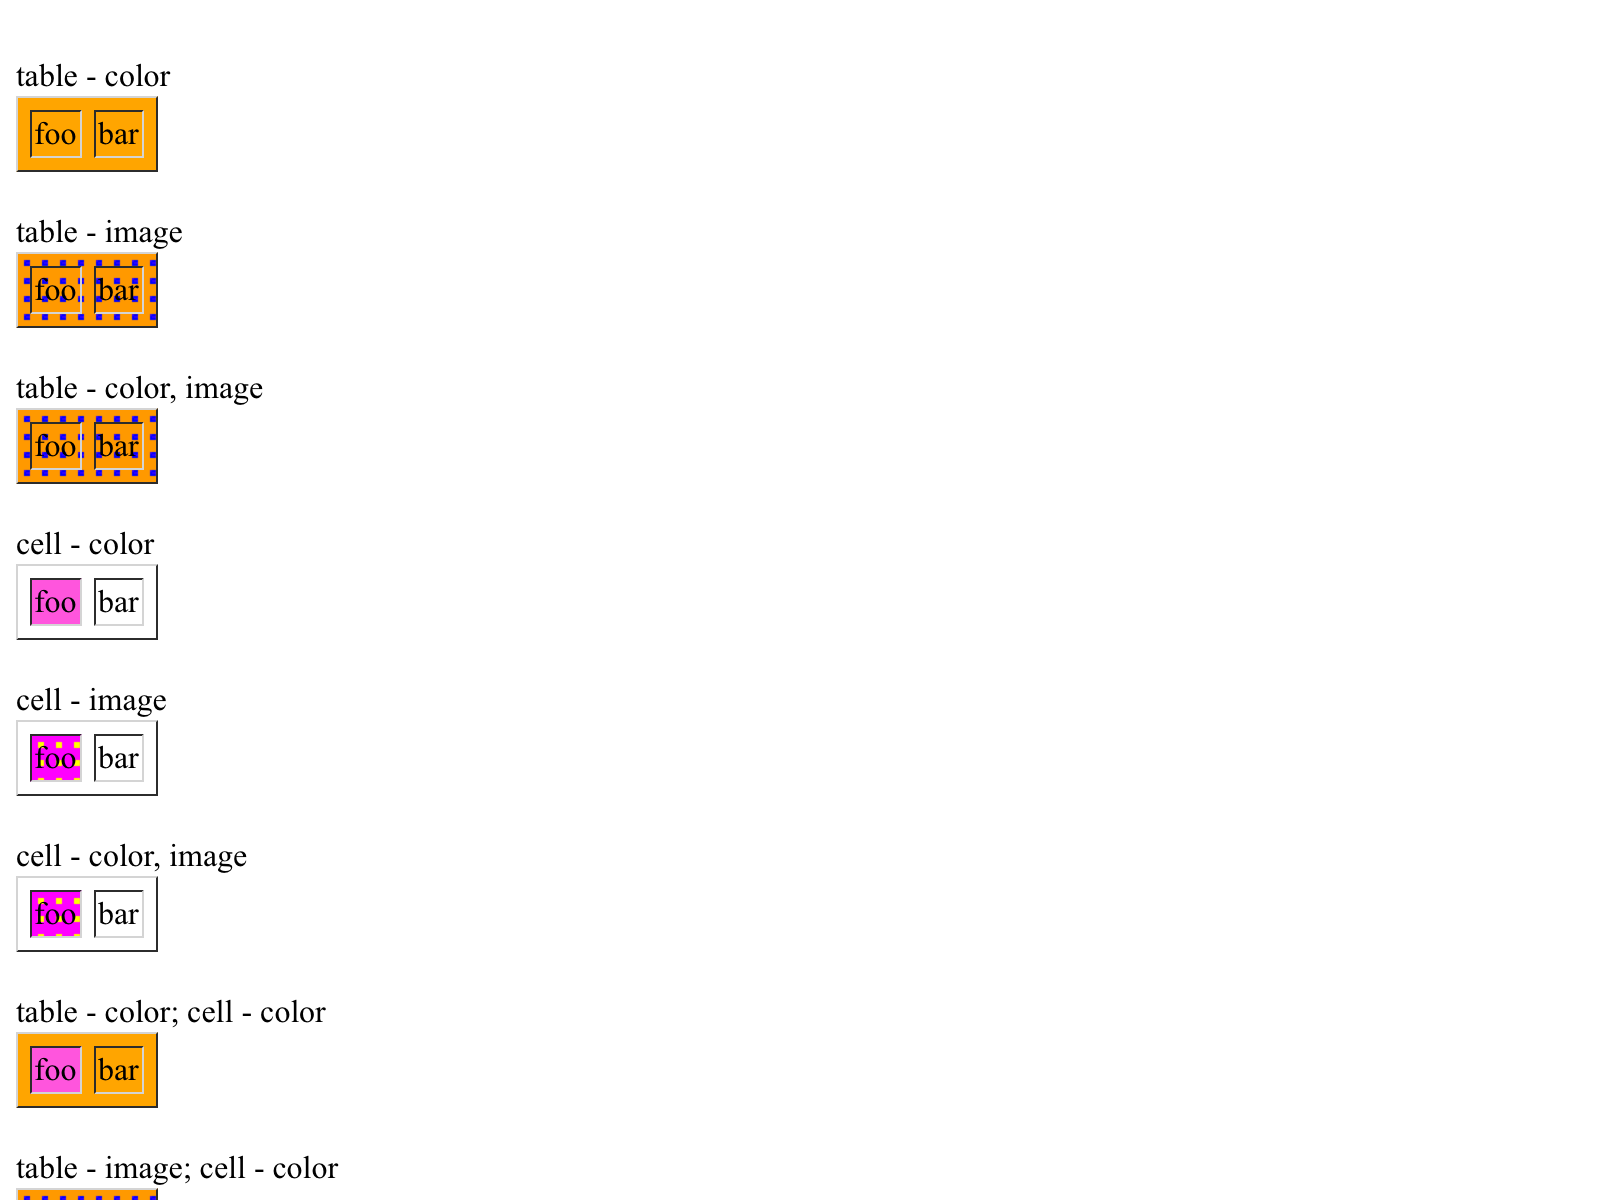 table - color
foo bar
table - image
foo bar
table - color, image
foo bar
cell - color
foo bar
cell - image
foo bar
cell - color, image
foo bar
table - color; cell - color
foo bar
table - image; cell - color